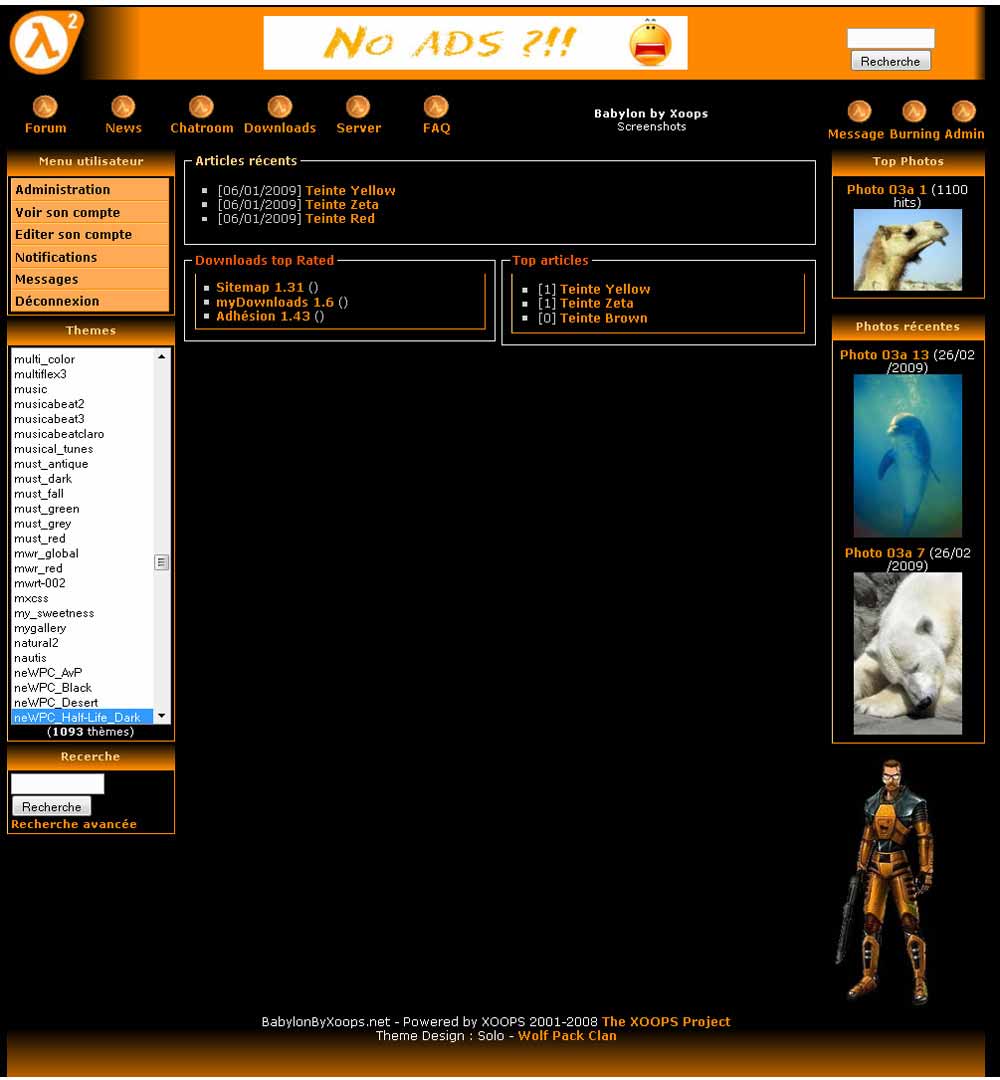 λ 2
No ADS ?!!
Recherche
Forum News Chatroom Downloads Server FAQ
Babylon by Xoops
Screenshots
Message Burning Admin
Menu utilisateur
Administration
Voir son compte
Editer son compte
Notifications
Messages
Déconnexion
Themes
multi_color
multiflex3
music
musicabeat2
musicabeat3
musicabeatclaro
musical_tunes
must_antique
must_dark
must_fall
must_green
must_grey
must_red
mwr_global
mwr_red
mwrt-002
mxcss
my_sweetness
mygallery
natural2
nautis
neWPC_AvP
neWPC_Black
neWPC_Desert
neWPC_Half-Life_Dark
(1093 thèmes)
Recerche
Recherche
Recherche avancée
Articles récents
[06/01/2009] Teinte Yellow
[06/01/2009] Teinte Zeta
[06/01/2009] Teinte Red
Downloads top Rated
Sitemap 1.31 ()
myDownloads 1.6 ()
Adhésion 1.43 ()
Top articles
[1] Teinte Yellow
[1] Teinte Zeta
[0] Teinte Brown
Top Photos
Photo 03a 1 (1100
hits)
Photos récentes
Photo 03a 13 (26/02
/2009)
Photo 03a 7 (26/02
/2009)
BabylonByXoops.net - Powered by XOOPS 2001-2008 The XOOPS Project
Theme Design : Solo - Wolf Pack Clan